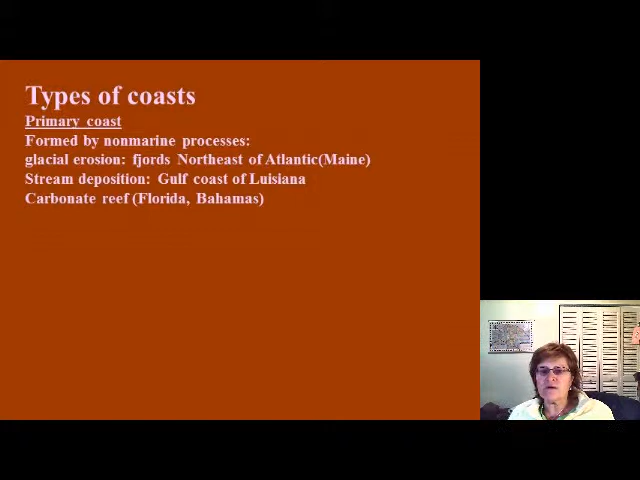 Types of coasts
Primary coast
Formed by nonmarine processes:
glacial erosion: fjords Northeast of Atlantic(Maine)
Stream deposition: Gulf coast of Luisiana
Carbonate reef (Florida, Bahamas)